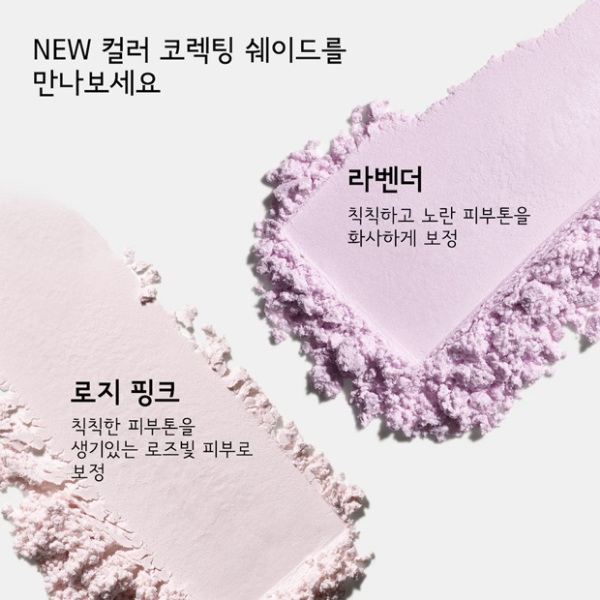 NEW 컬러 코렉팅 쉐이드를
만나보세요
라벤더
칙칙하고 노란 피부톤을
화사하게 보정
로지 핑크
칙칙한 피부톤을
생기있는 로즈빛 피부로
보정